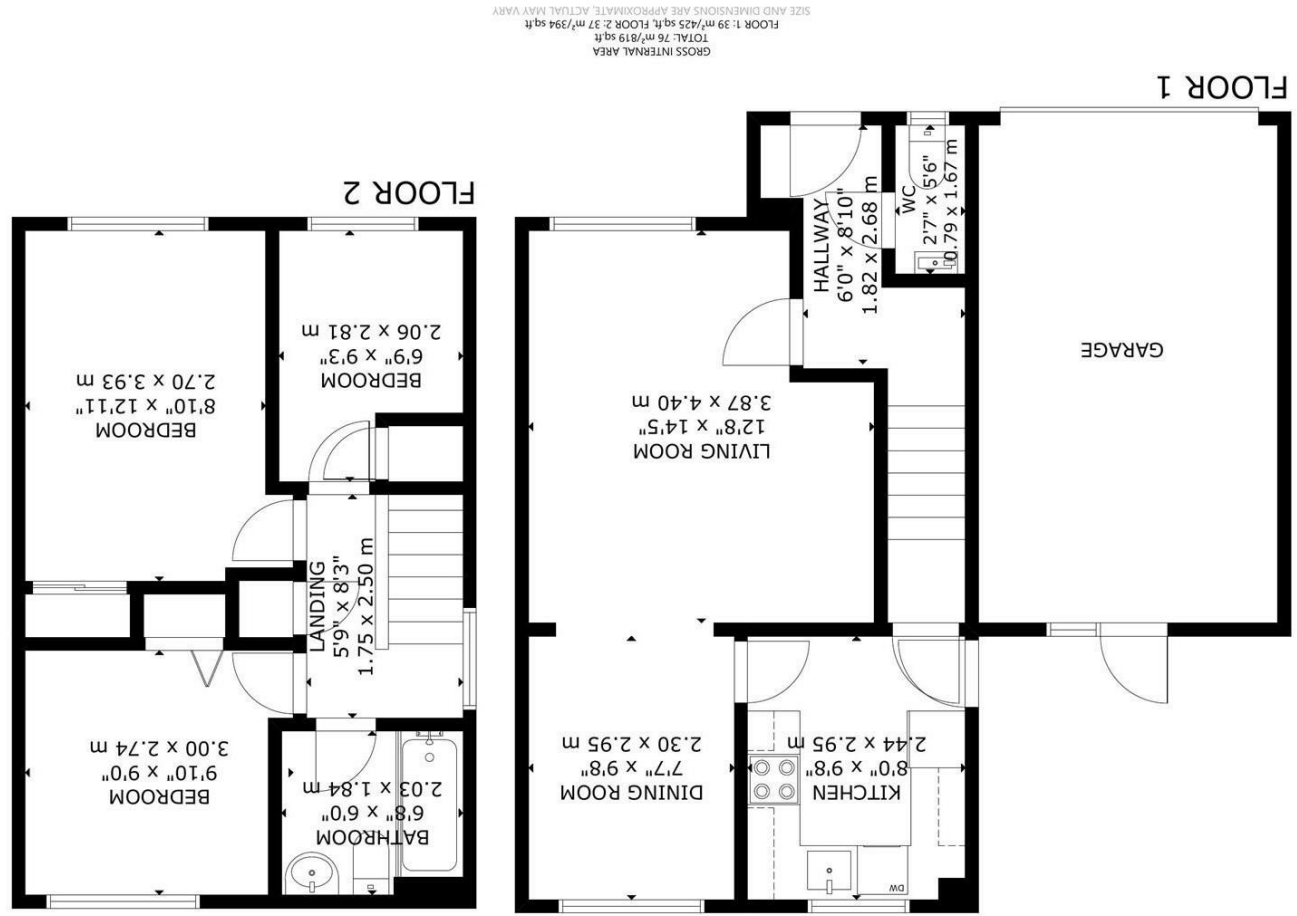 FLOOR 1
GARAGE
WC
2'7" x 5'6"
0.79 x 1.67 m
HALLWAY
6'0" x 8'10"
1.82 x 2.68 m
LIVING ROOM
12'8" x 14'5"
3.87 x 4.40 m
KITCHEN
8'0" x 9'8"
2.44 x 2.95 m
DW
DINING ROOM
7'7" x 9'8"
2.30 x 2.95 m
FLOOR 2
BATHROOM
6'8" x 6'0"
2.03 x 1.84 m
BEDROOM
9'10" x 9'0"
3.00 x 2.74 m
LANDING
5'9" x 8'3"
1.75 x 2.50 m
BEDROOM
6'9" x 9'3"
2.06 x 2.81 m
BEDROOM
8'10" x 12'11"
2.70 x 3.93 m
GROSS INTERNAL AREA
TOTAL: 76 m²/819 sq.ft
FLOOR 1: 39 m²/425 sq.ft, FLOOR 2: 37 m²/394 sq.ft
SIZE AND DIMENSIONS ARE APPROXIMATE, ACTUAL MAY VARY